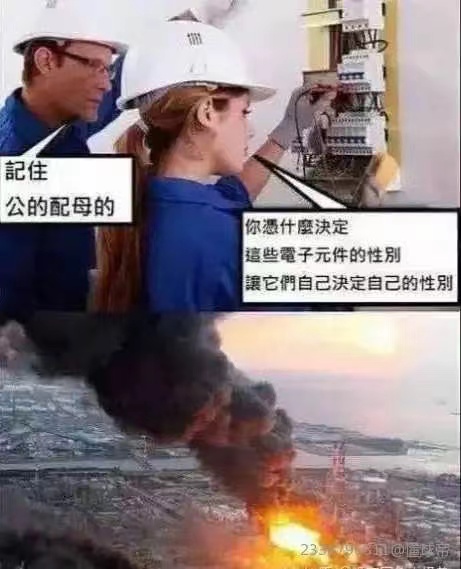 記住
公的配母的
你憑什麼決定
這些電子元件的性別
讓它們自己決定自己的性別